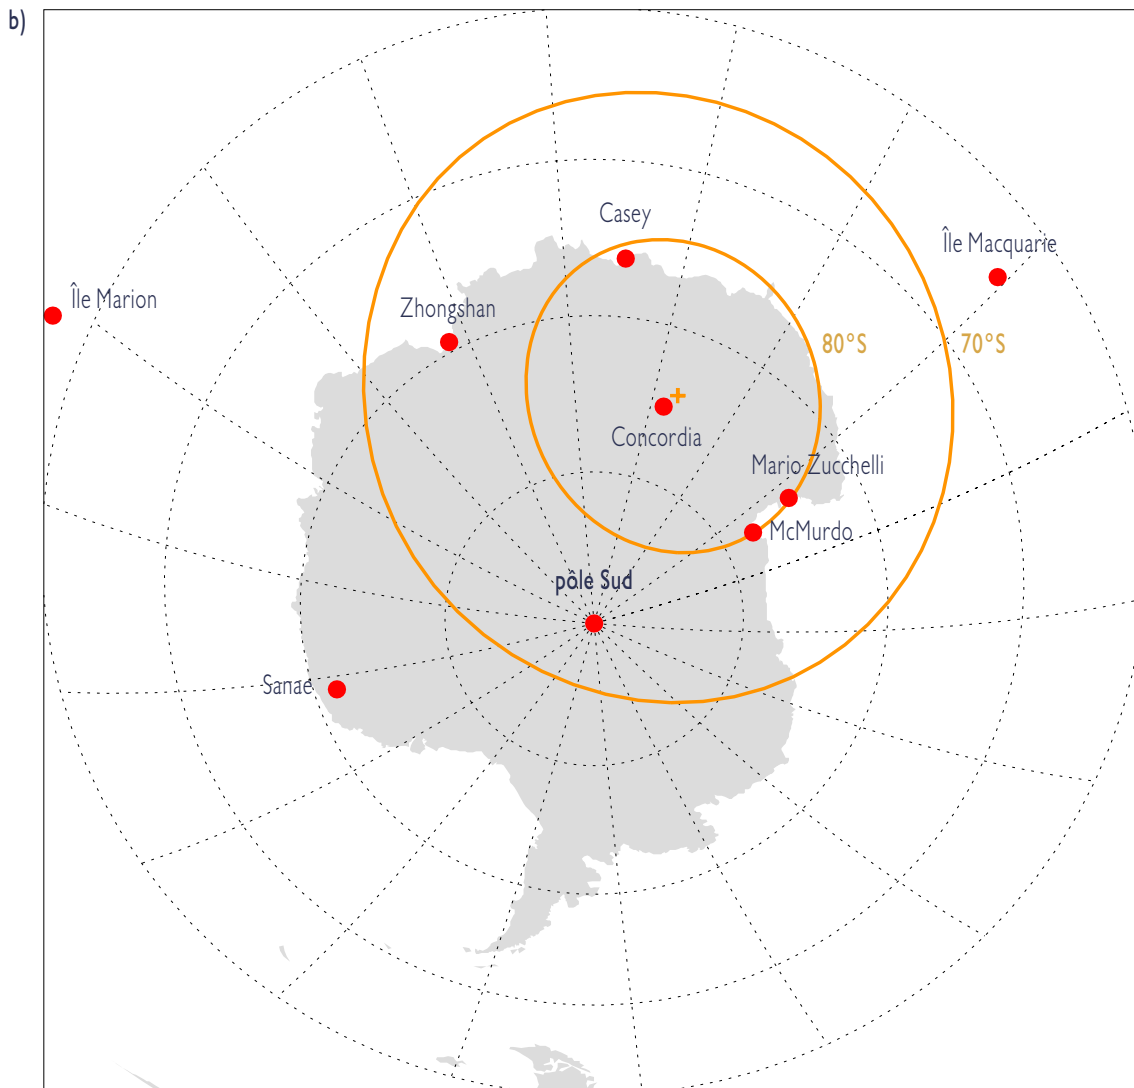 b)
Casey
Île Macquarie
Île Marion
Zhongshan
80°S
70°S
Concordia
Mario Zucchelli
McMurdo
pôle Sud
Sanae